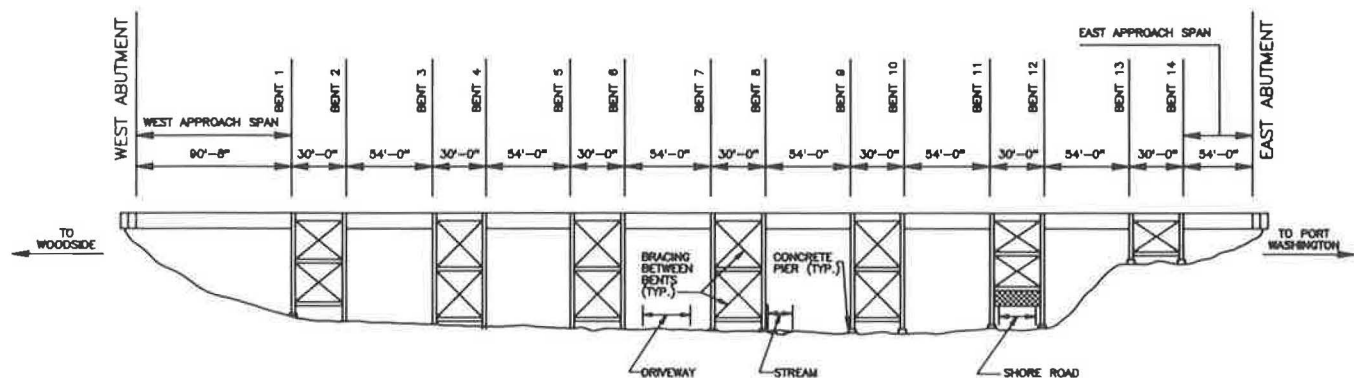 WEST ABUTMENT
BENT 1
BENT 2
BENT 3
BENT 4
BENT 5
BENT 6
BENT 7
BENT 8
BENT 9
BENT 10
BENT 11
BENT 12
BENT 13
BENT 14
EAST APPROACH SPAN
EAST ABUTMENT
WEST APPROACH SPAN
90'-8"
30'-0"
54'-0"
30'-0"
54'-0"
30'-0"
54'-0"
30'-0"
54'-0"
30'-0"
54'-0"
30'-0"
54'-0"
30'-0"
54'-0"
TO
WOODSIDE
BRACING
BETWEEN
BENTS
(TYP.)
CONCRETE
PIER (TYP.)
TO PORT
WASHINGTON
DRIVEWAY
STREAM
SHORE ROAD